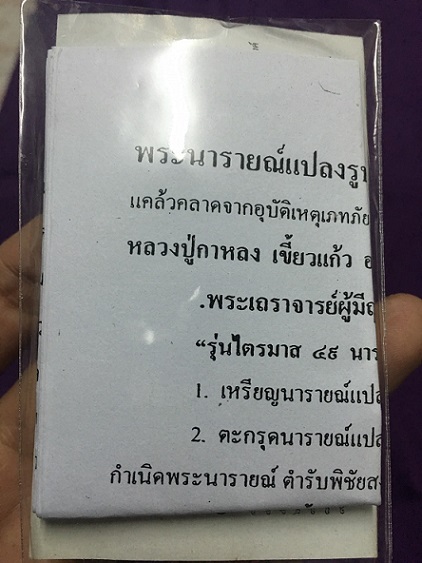 พระนารายณ์แปลงรูป
แคล้วคลาดจากอุบัติเหตุเภทภัย
หลวงปู่กาหลง เขี้ยวแก้ว อ
.พระเถราจารย์ผู้มี
“รุ่นไตรมาส ๔๙ นาร
1. เหรียญนารายณ์แปล
2. ตะกรุดนารายณ์แปล
กำเนิดพระนารายณ์ ตำรับพิชัยส